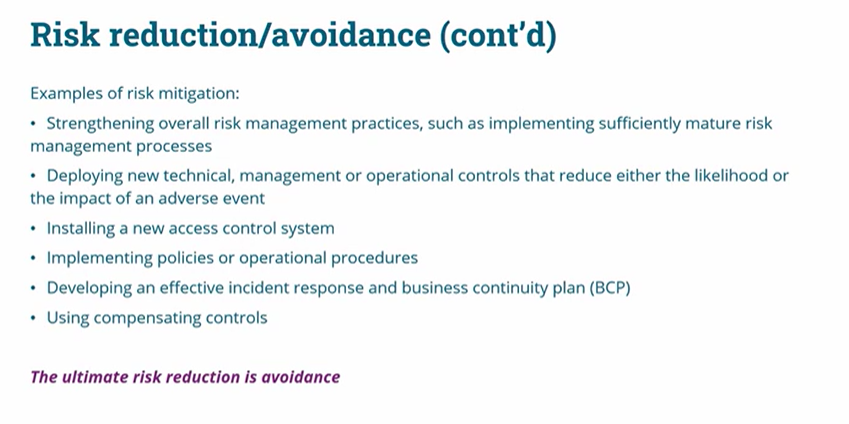 Risk reduction/avoidance (cont’d)
Examples of risk mitigation:
• Strengthening overall risk management practices, such as implementing sufficiently mature risk
management processes
• Deploying new technical, management or operational controls that reduce either the likelihood or
the impact of an adverse event
• Installing a new access control system
• Implementing policies or operational procedures
• Developing an effective incident response and business continuity plan (BCP)
• Using compensating controls
The ultimate risk reduction is avoidance